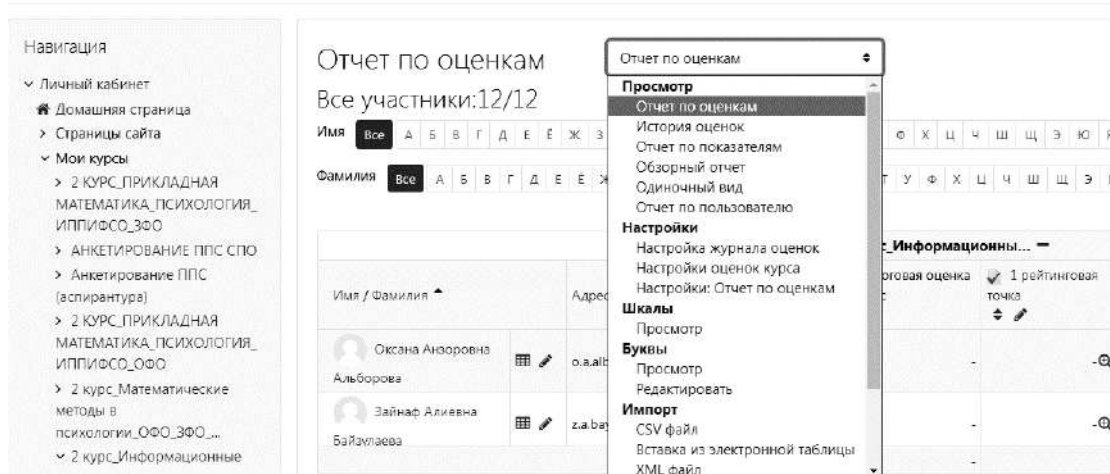 Навигация
Личный кабинет
Домашняя страница
Страницы сайта
Мои курсы
2 КУРС_ПРИКЛАДНАЯ
МАТЕМАТИКА_ПСИХОЛОГИЯ_
ИППИФСО_ЗФО
АНКЕТИРОВАНИЕ ППС СПО
Анкетирование ППС
(аспирантура)
2 КУРС_ПРИКЛАДНАЯ
МАТЕМАТИКА_ПСИХОЛОГИЯ_
ИППИФСО_ОФО
2 курс_Математические
методы в
психологии_ОФО_ЗФО_...
2 курс_Информационные
Отчет по оценкам
Все участники:12/12
Имя Все А Б В Г Д Е Ё Ж З Ф Х Ц Ч Ш Щ Э Ю
Фамилия Все А Б В Г Д Е Ё Ж Т У Ф Х Ц Ч Ш Щ Э
Отчет по оценкам
Просмотр
Отчет по оценкам
История оценок
Отчет по показателям
Обзорный отчет
Одиночный вид
Отчет по пользователю
Настройки
Настройка журнала оценок
Настройки оценок курса
Настройки: Отчет по оценкам
Шкалы
Просмотр
Буквы
Просмотр
Редактировать
Импорт
CSV файл
Вставка из электронной таблицы
XML файл
с_Информационны...
Имя / Фамилия
Адрес
оговая оценка
1 рейтинговая
точка
Оксана Анзоровна
Альборова
o.a.alb
-
-
Зайнаф Алиевна
Байзулаева
z.a.bay
-
-
-